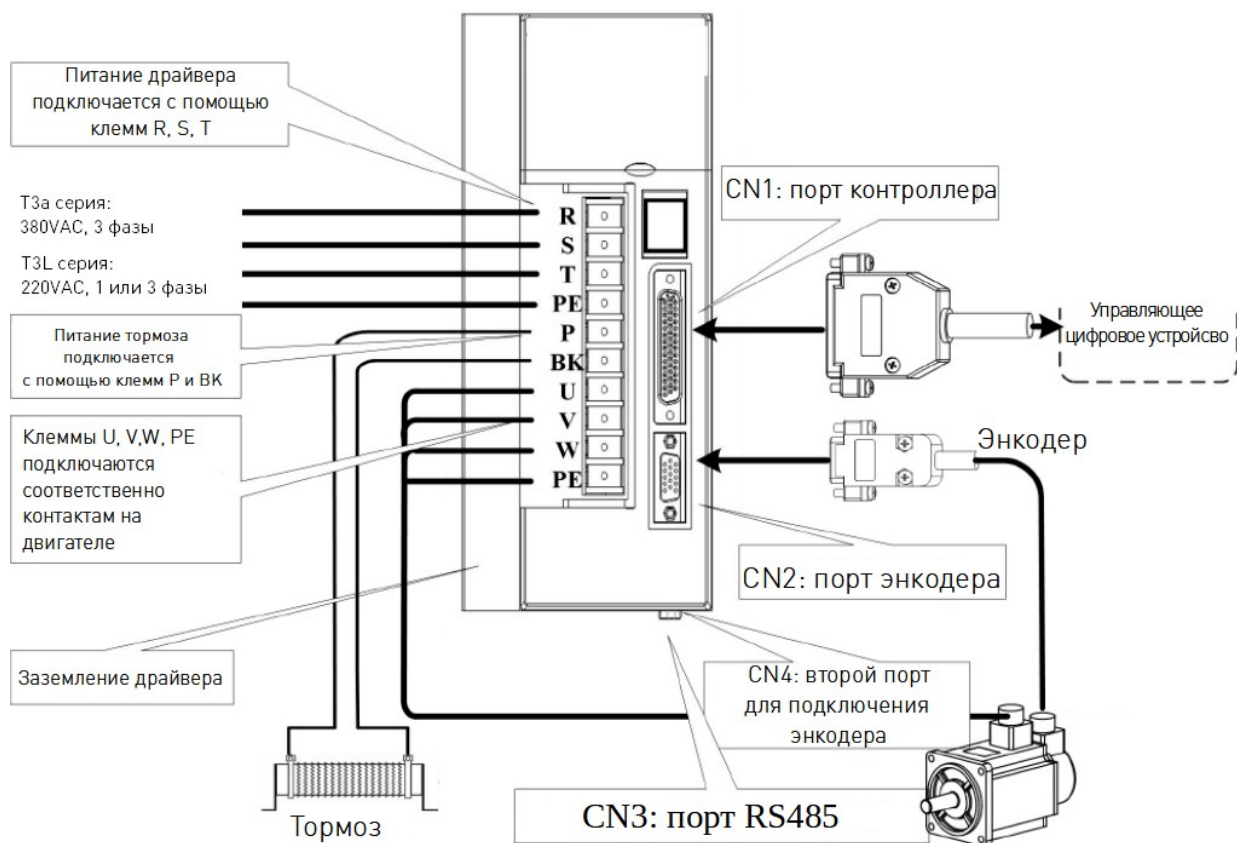 Питание драйвера
подключается с помощью
клемм R, S, T
T3a серия:
380VAC, 3 фазы
T3L серия:
220VAC, 1 или 3 фазы
Питание тормоза
подключается
с помощью клемм P и BK
Клеммы U, V,W, PE
подключаются
соответственно
контактам на
двигателе
Заземление драйвера
Тормоз
R
S
T
PE
P
BK
U
V
W
PE
CN1: порт контроллера
Управляющее
цифровое устройсво
Энкодер
CN2: порт энкодера
CN4: второй порт
для подключения
энкодера
CN3: порт RS485